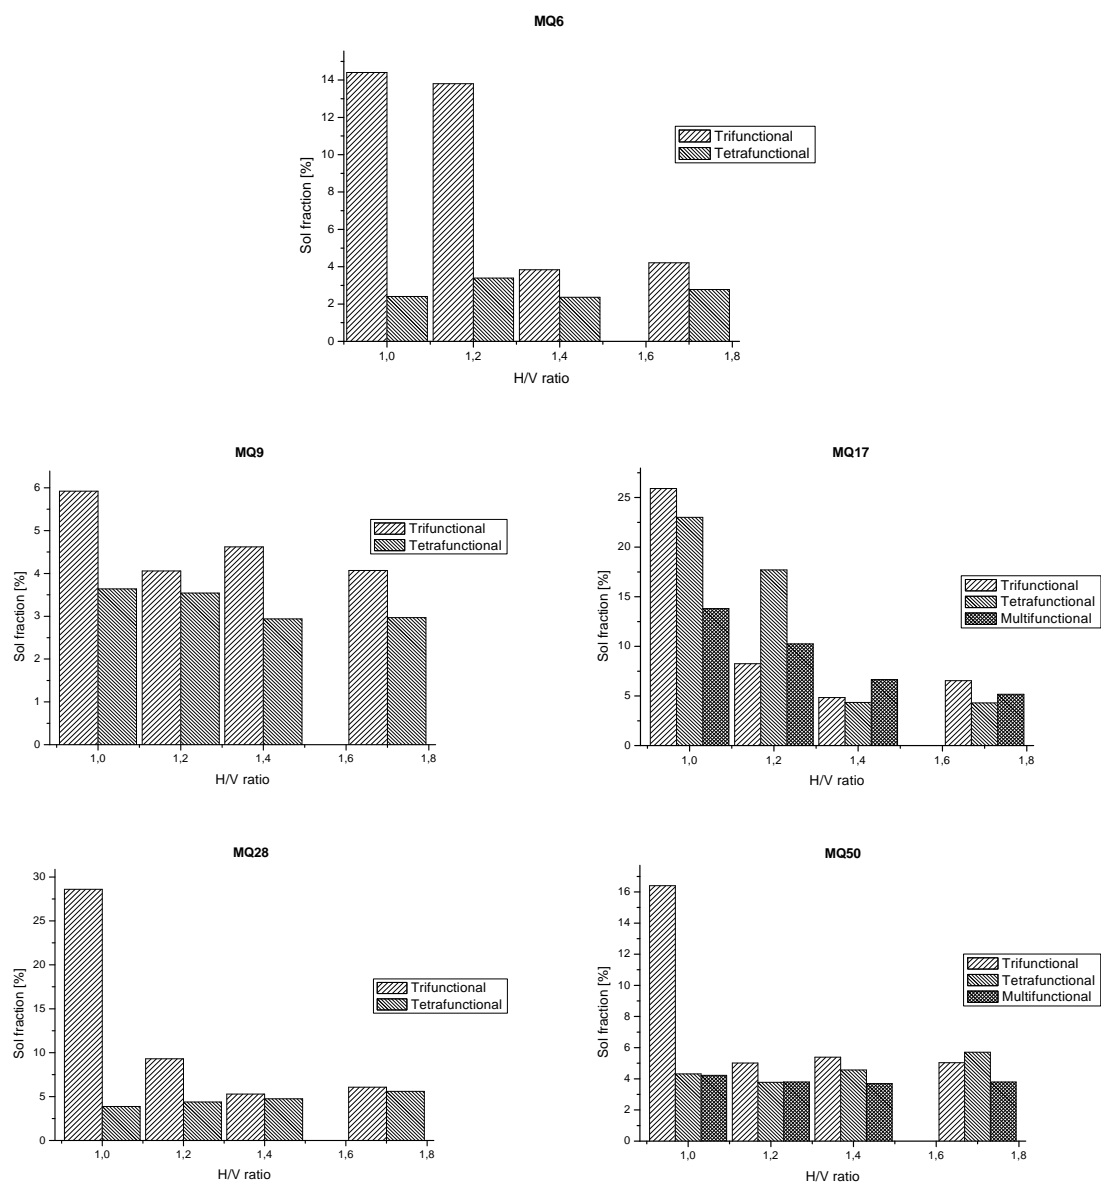 MQ6
14
12
10
8
6
4
2
0
Sol fraction [%]
1,0 1,2 1,4 1,6 1,8
H/V ratio
Trifunctional
Tetrafunctional
MQ9
6
5
4
3
2
1
0
Sol fraction [%]
1,0 1,2 1,4 1,6 1,8
H/V ratio
Trifunctional
Tetrafunctional
MQ17
25
20
15
10
5
0
Sol fraction [%]
1,0 1,2 1,4 1,6 1,8
H/V ratio
Trifunctional
Tetrafunctional
Multifunctional
MQ28
30
25
20
15
10
5
0
Sol fraction [%]
1,0 1,2 1,4 1,6 1,8
H/V ratio
Trifunctional
Tetrafunctional
MQ50
16
14
12
10
8
6
4
2
0
Sol fraction [%]
1,0 1,2 1,4 1,6 1,8
H/V ratio
Trifunctional
Tetrafunctional
Multifunctional